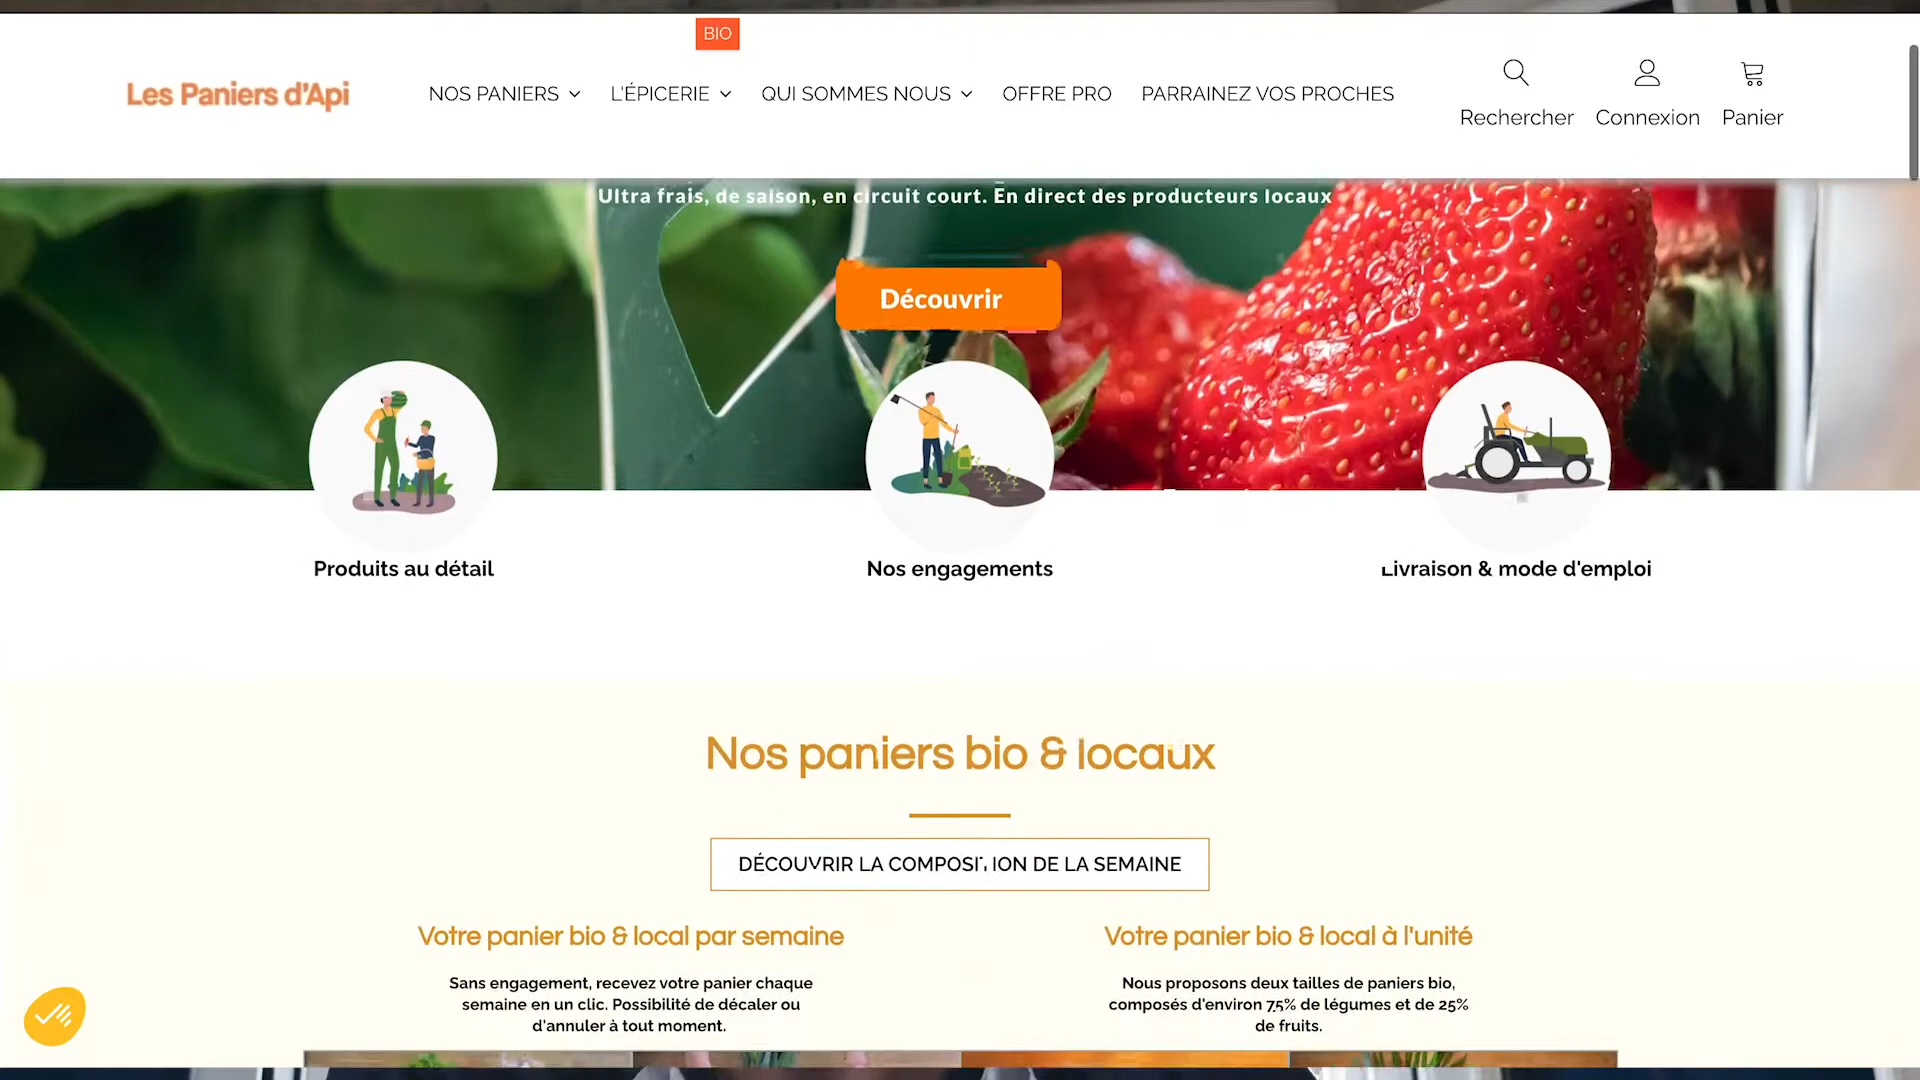 BIO
Les Paniers d'Api
NOS PANIERS
L'ÉPICERIE
QUI SOMMES NOUS
OFFRE PRO
PARRAINEZ VOS PROCHES
Rechercher
Connexion
Panier
Ultra frais, de saison, en circuit court. En direct des producteurs locaux
Découvrir
Produits au détail
Nos engagements
Livraison & mode d'emploi
Nos paniers bio & locaux
DÉCOUVRIR LA COMPOSITION DE LA SEMAINE
Votre panier bio & local par semaine
Sans engagement, recevez votre panier chaque
semaine en un clic. Possibilité de décaler ou
d'annuler à tout moment.
Votre panier bio & local à l'unité
Nous proposons deux tailles de paniers bio,
composés d'environ 75% de légumes et de 25%
de fruits.